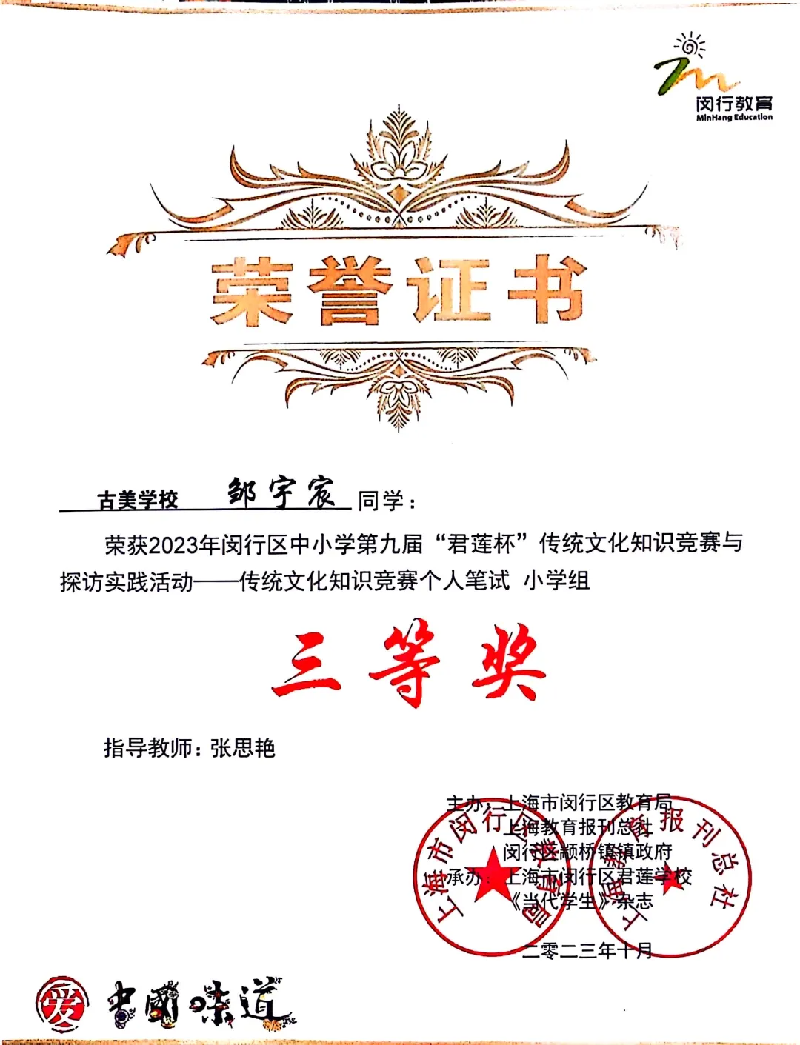 闵行教育
MinHang Education
荣誉证书
古美学校 邹宇宸 同学：
荣获2023年闵行区中小学第九届“君莲杯”传统文化知识竞赛与
探访实践活动——传统文化知识竞赛个人笔试 小学组
三等奖
指导教师：张思艳
主办：上海市闵行区教育局
上海教育报刊总社
闵行区颛桥镇镇政府
承办：上海市闵行区君莲学校
《当代学生》杂志
二零二三年十月
上海市闵行区教育局
上海教育报刊总社
爱 中國味道